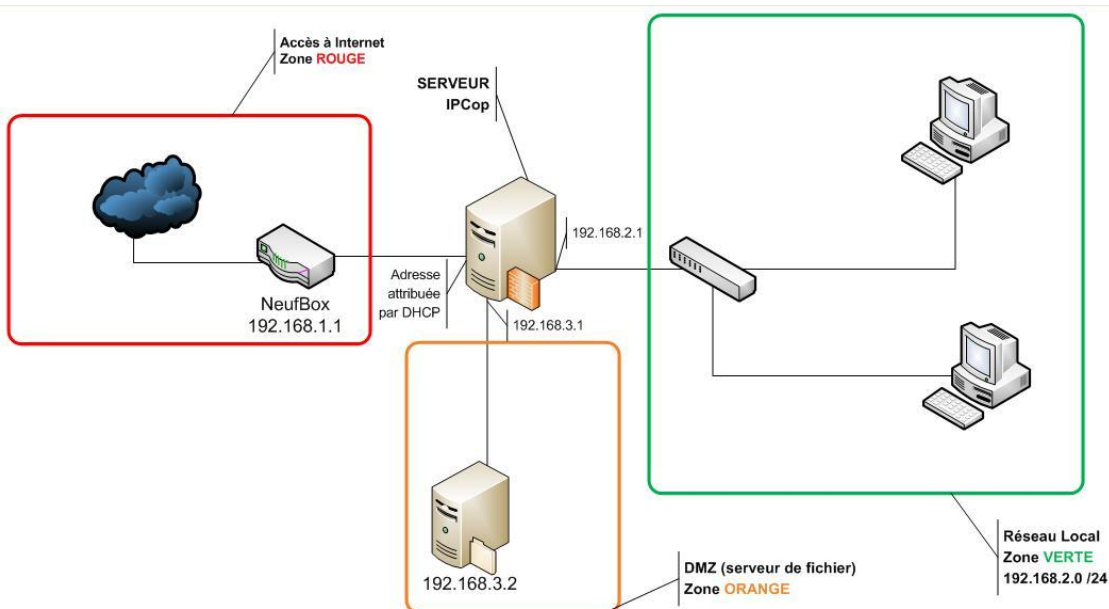 Accès à Internet
Zone ROUGE
SERVEUR
IPCop
192.168.2.1
Adresse
attribuée
par DHCP
NeufBox
192.168.1.1
192.168.3.1
192.168.3.2
DMZ (serveur de fichier)
Zone ORANGE
Réseau Local
Zone VERTE
192.168.2.0 /24